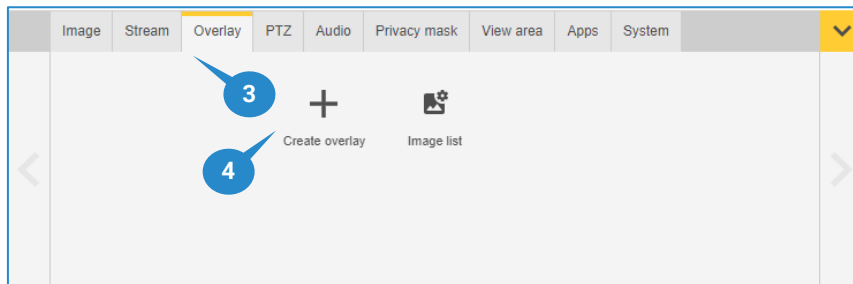 Image Stream Overlay PTZ Audio Privacy mask View area Apps System
3
Create overlay Image list
4